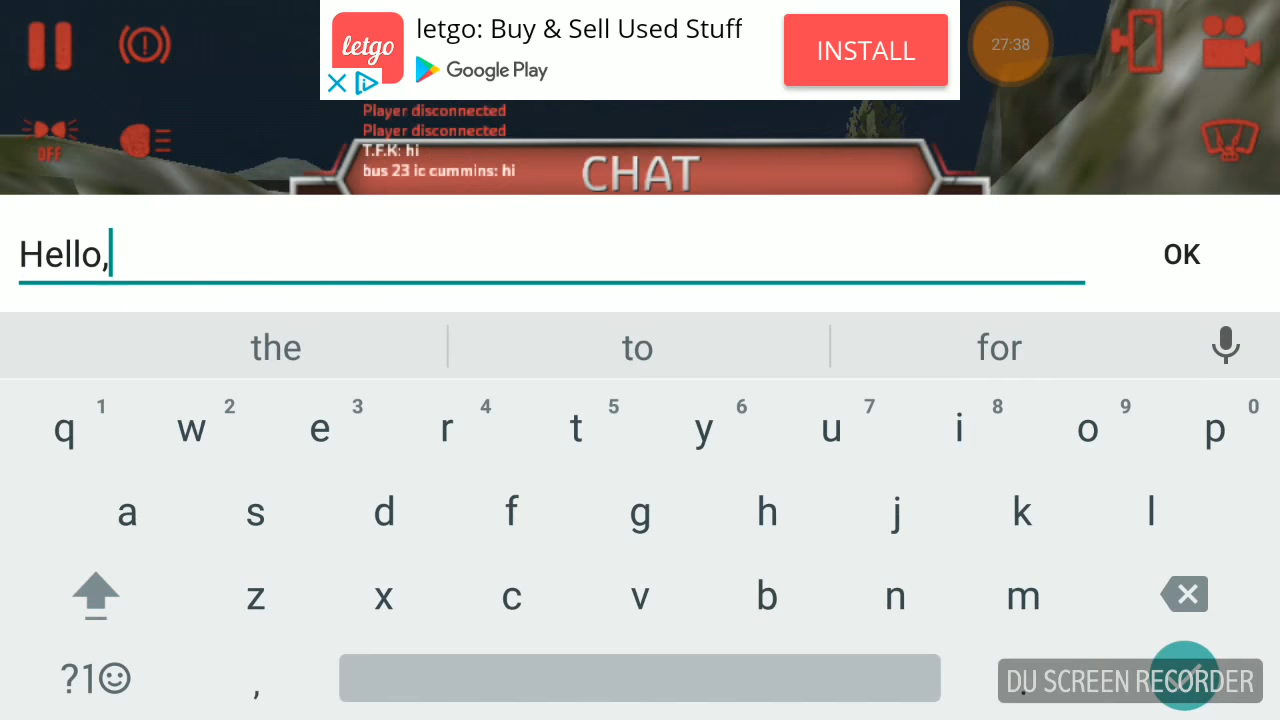 letgo: Buy & Sell Used Stuff
letgo
Google Play
INSTALL
27:38
OFF
Player disconnected
Player disconnected
T.F.K: hi
bus 23 ic cummins: hi
CHAT
Hello,
OK
the to for
1 2 3 4 5 6 7 8 9 0
q w e r t y u i o p
a s d f g h j k l
z x c v b n m
?1 , .
DU SCREEN RECORDER